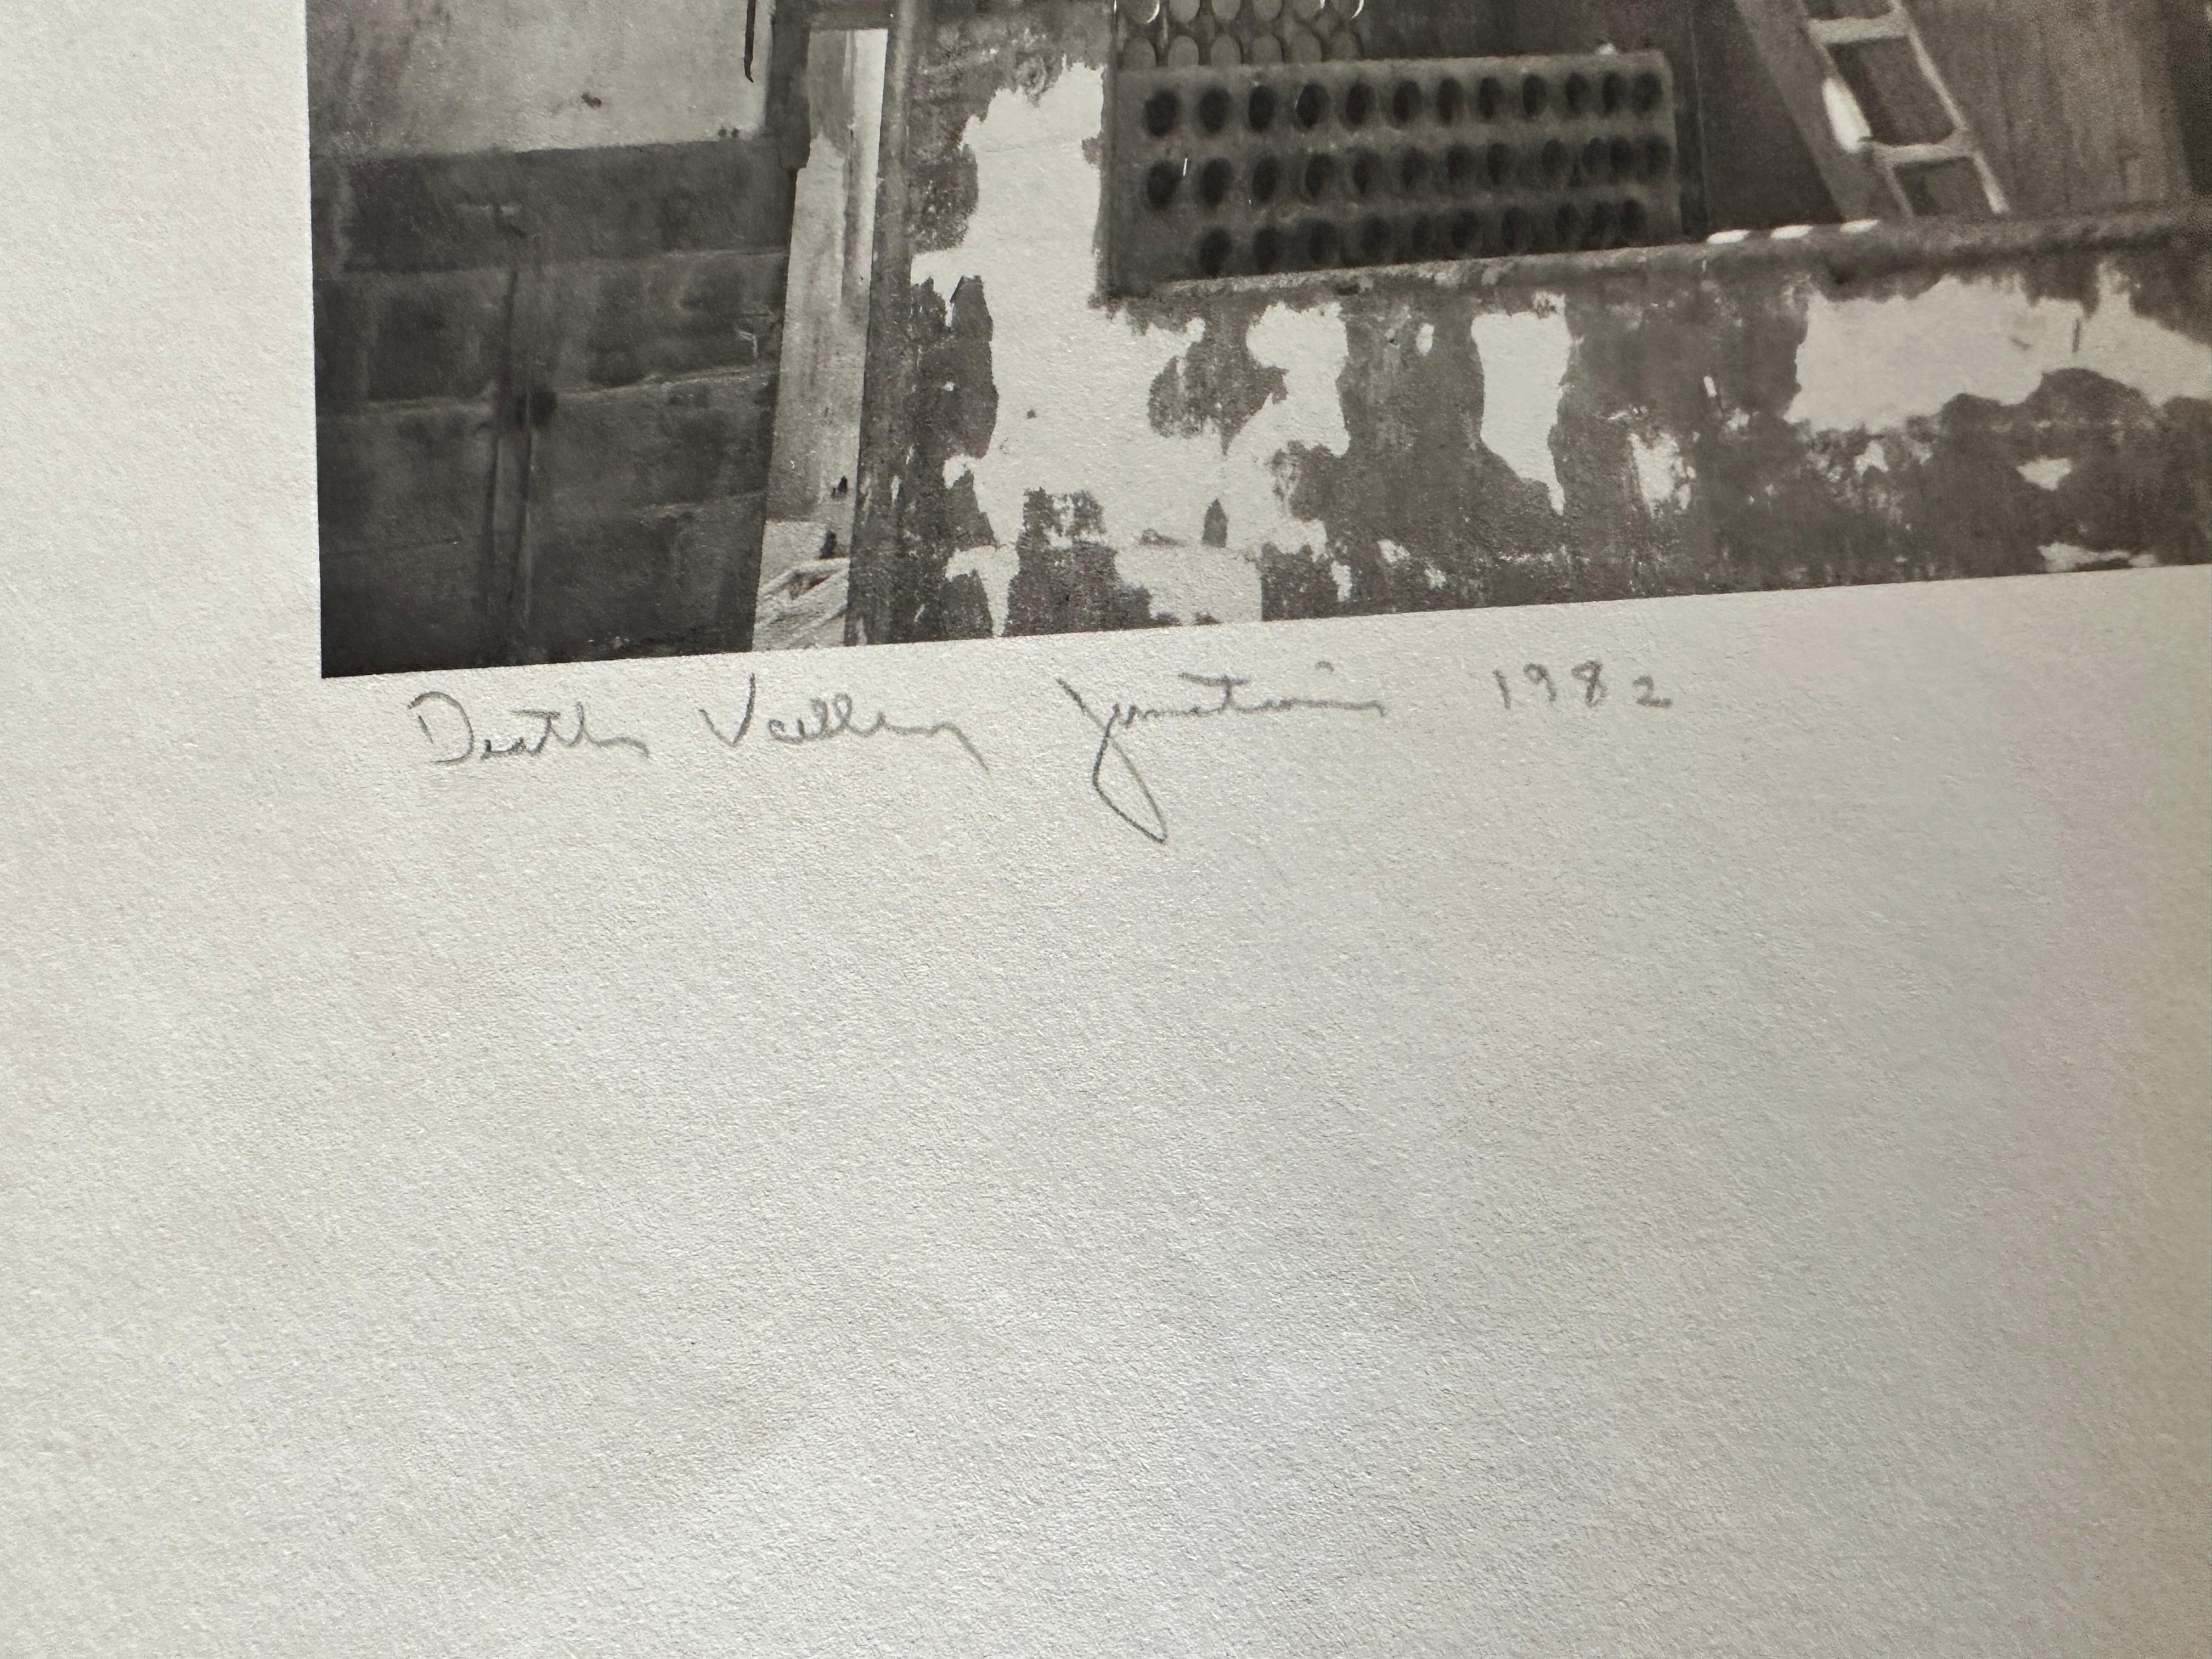 Death Valley Junction 1982